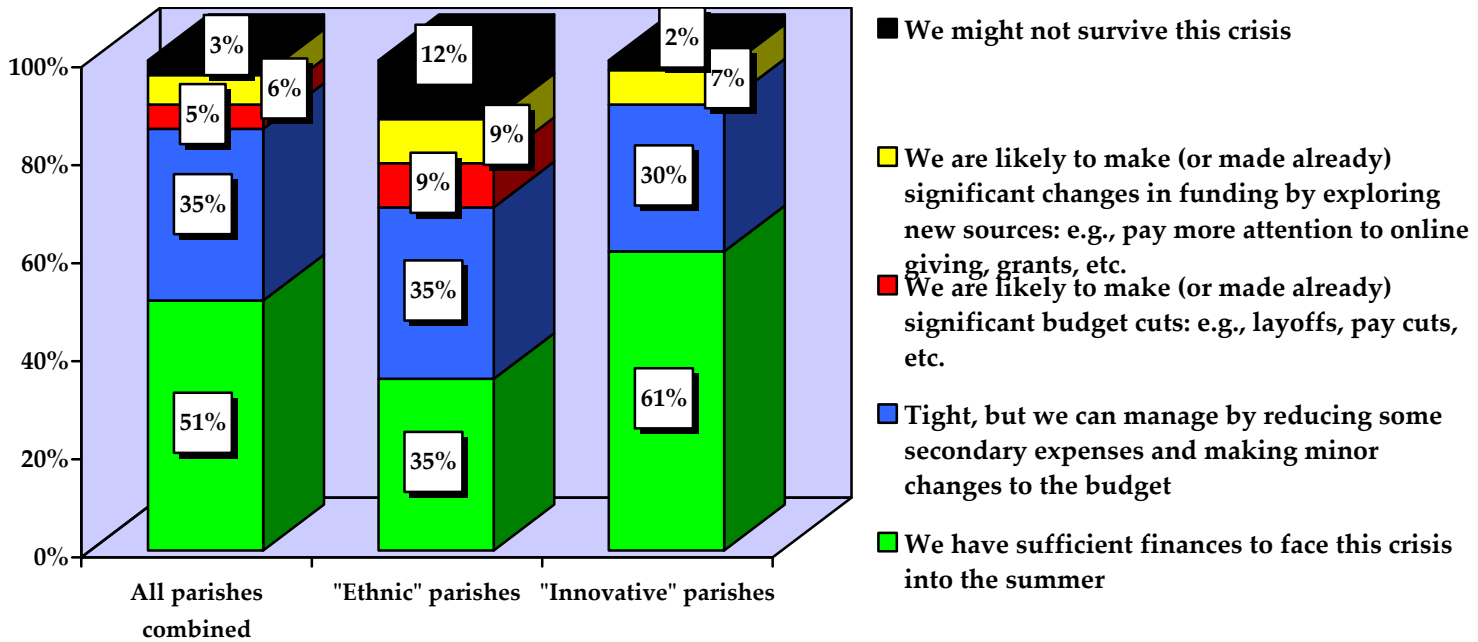 100%
80%
60%
40%
20%
0%
3%
6%
5%
35%
51%
12%
9%
9%
35%
35%
2%
7%
30%
61%
All parishes
combined
"Ethnic" parishes
"Innovative" parishes
We might not survive this crisis
We are likely to make (or made already)
significant changes in funding by exploring
new sources: e.g., pay more attention to online
giving, grants, etc.
We are likely to make (or made already)
significant budget cuts: e.g., layoffs, pay cuts,
etc.
Tight, but we can manage by reducing some
secondary expenses and making minor
changes to the budget
We have sufficient finances to face this crisis
into the summer